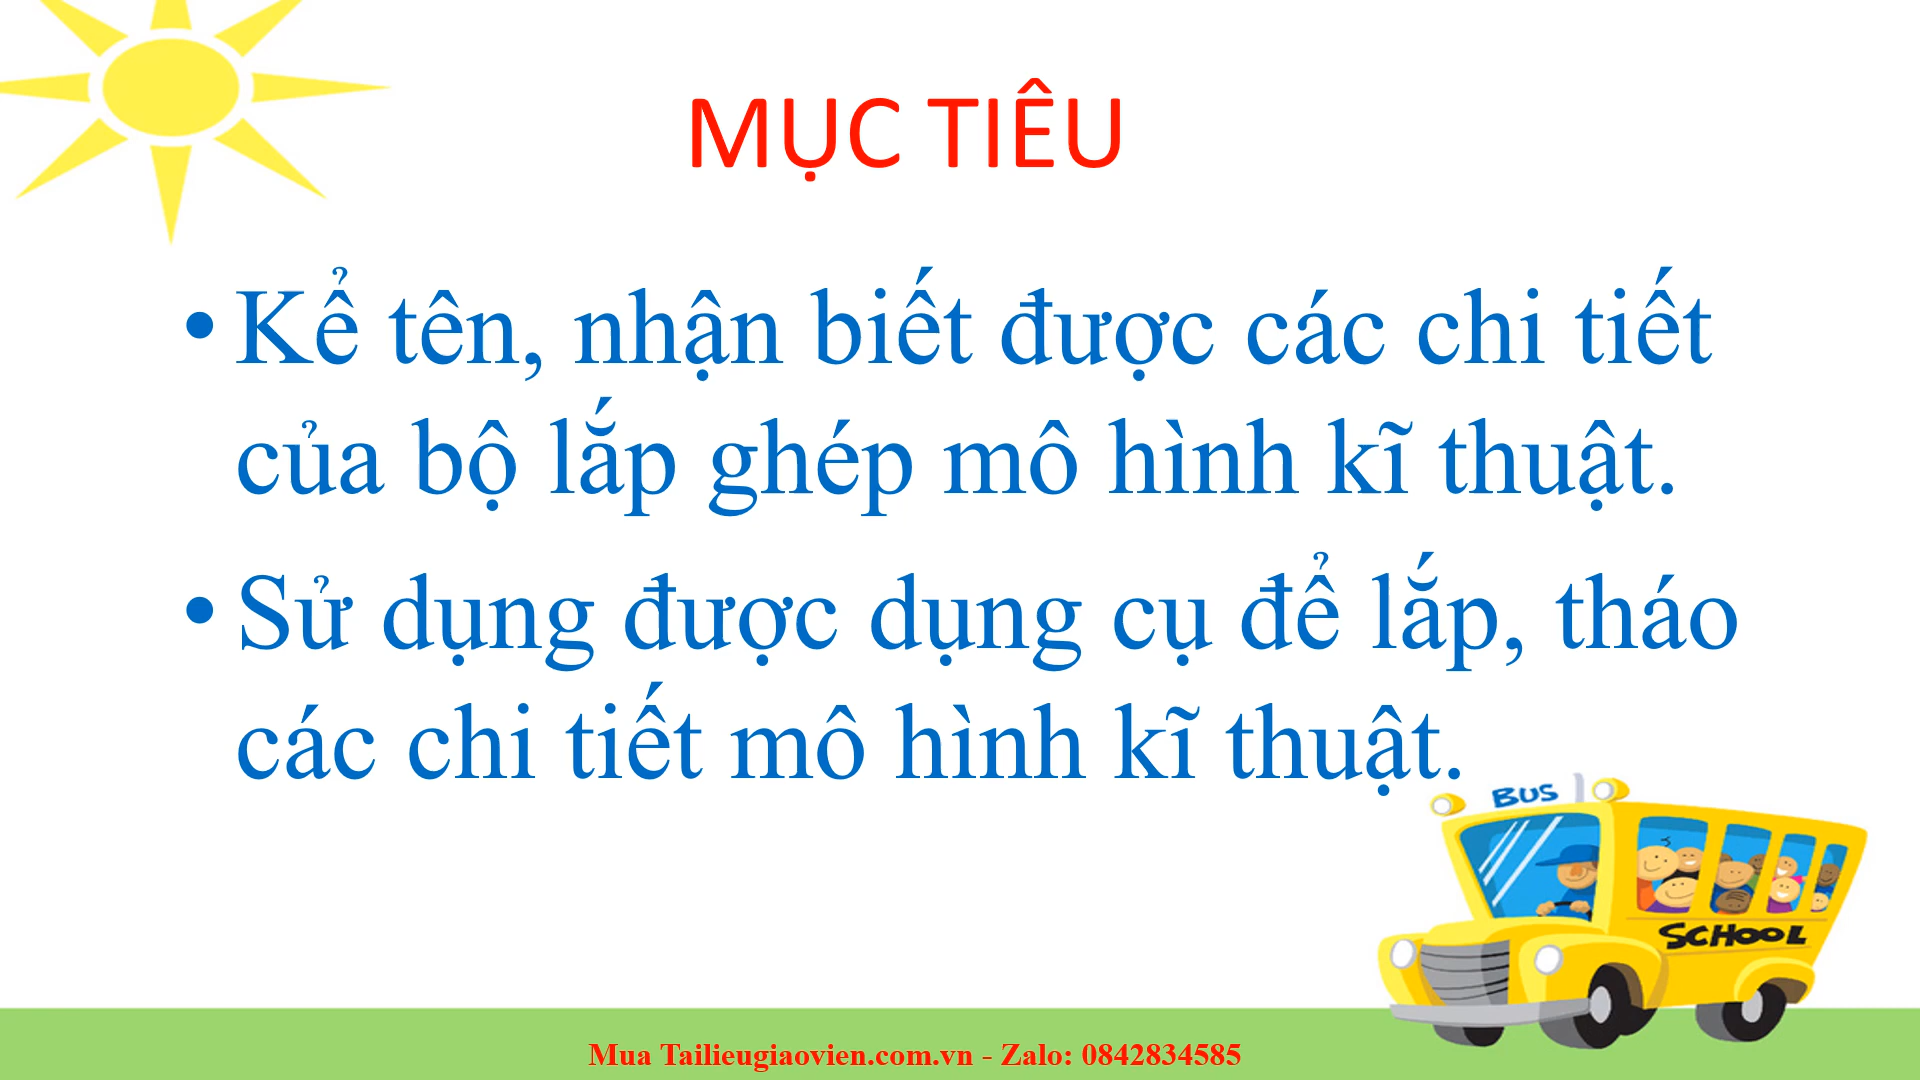 MỤC TIÊU
• Kể tên, nhận biết được các chi tiết
của bộ lắp ghép mô hình kĩ thuật.
• Sử dụng được dụng cụ để lắp, tháo
các chi tiết mô hình kĩ thuật.
BUS
SCHOOL
Mua Tailieugiaovien.com.vn - Zalo: 0842834585